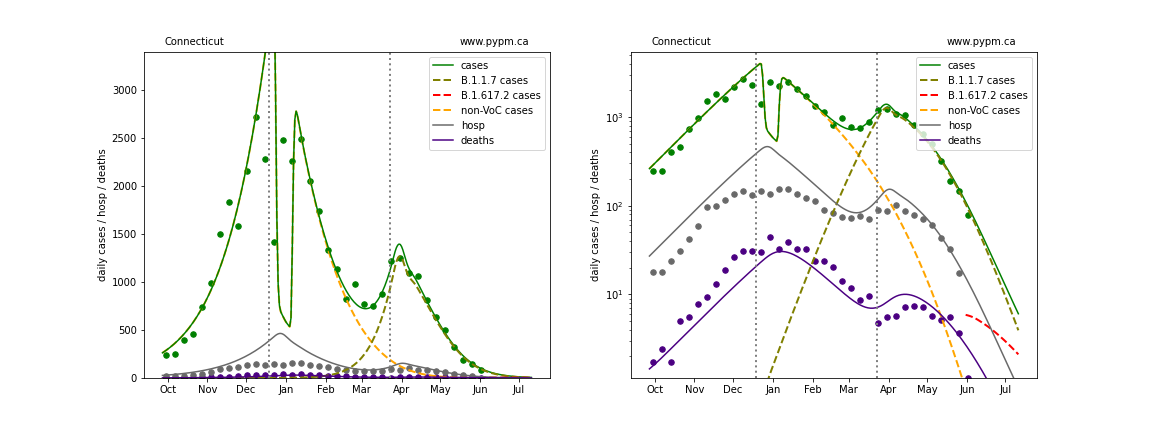 Connecticut www.pypm.ca
cases
B.1.1.7 cases
B.1.617.2 cases
non-VoC cases
hosp
deaths
daily cases / hosp / deaths
3000
2500
2000
1500
1000
500
0
Oct Nov Dec Jan Feb Mar Apr May Jun Jul
Connecticut www.pypm.ca
cases
B.1.1.7 cases
B.1.617.2 cases
non-VoC cases
hosp
deaths
daily cases / hosp / deaths
10³
10²
10¹
Oct Nov Dec Jan Feb Mar Apr May Jun Jul